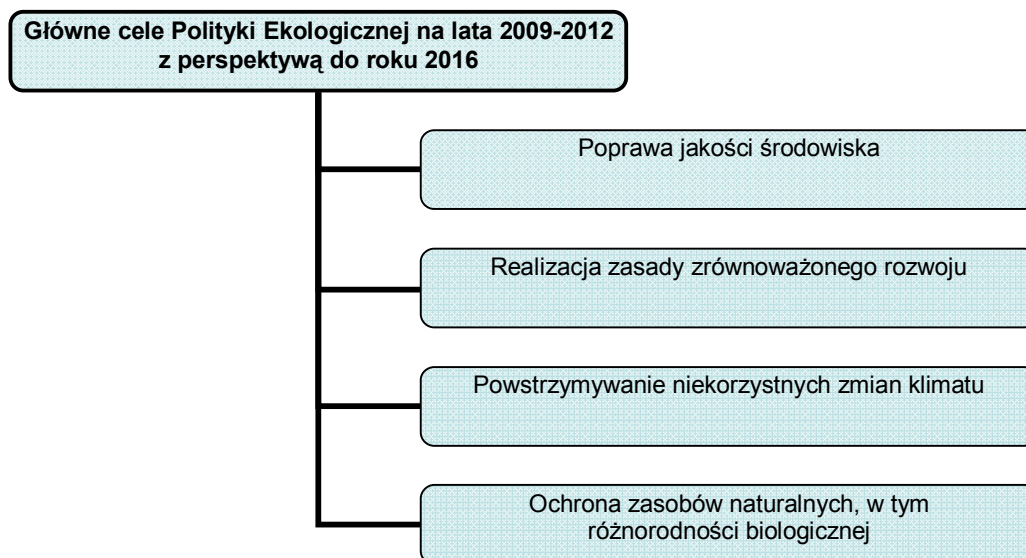 Główne cele Polityki Ekologicznej na lata 2009-2012
z perspektywą do roku 2016
Poprawa jakości środowiska
Realizacja zasady zrównoważonego rozwoju
Powstrzymywanie niekorzystnych zmian klimatu
Ochrona zasobów naturalnych, w tym
różnorodności biologicznej